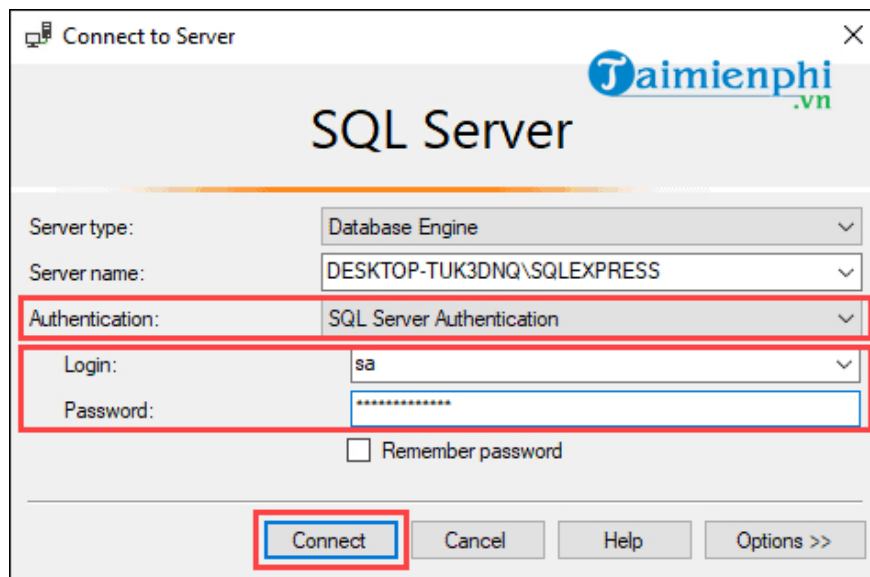 Connect to Server
Taimienphi
.vn
SQL Server
Server type: Database Engine
Server name: DESKTOP-TUK3DNQ\SQLEXPRESS
Authentication: SQL Server Authentication
Login: sa
Password: *************
Remember password
Connect Cancel Help Options >>